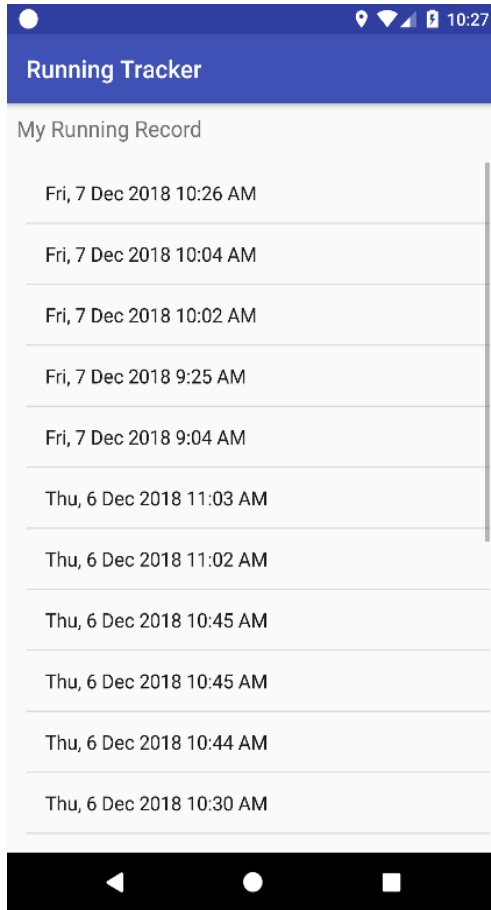 10:27
Running Tracker
My Running Record
Fri, 7 Dec 2018 10:26 AM
Fri, 7 Dec 2018 10:04 AM
Fri, 7 Dec 2018 10:02 AM
Fri, 7 Dec 2018 9:25 AM
Fri, 7 Dec 2018 9:04 AM
Thu, 6 Dec 2018 11:03 AM
Thu, 6 Dec 2018 11:02 AM
Thu, 6 Dec 2018 10:45 AM
Thu, 6 Dec 2018 10:45 AM
Thu, 6 Dec 2018 10:44 AM
Thu, 6 Dec 2018 10:30 AM